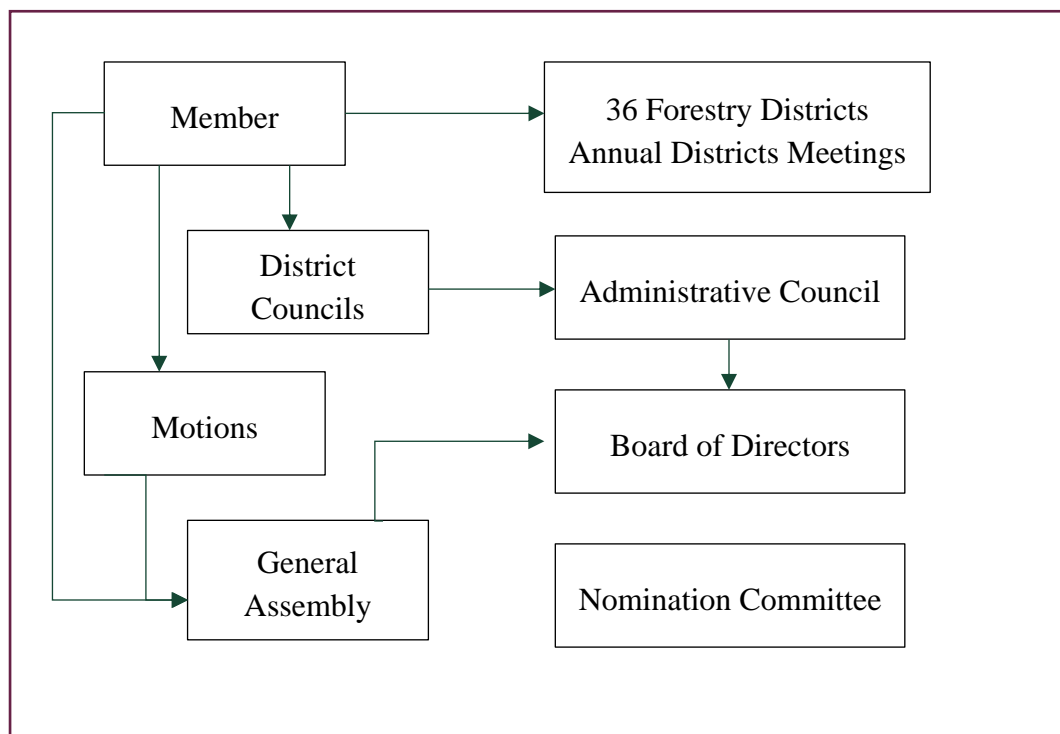 Member
36 Forestry Districts
Annual Districts Meetings
District
Councils
Administrative Council
Motions
Board of Directors
General
Assembly
Nomination Committee